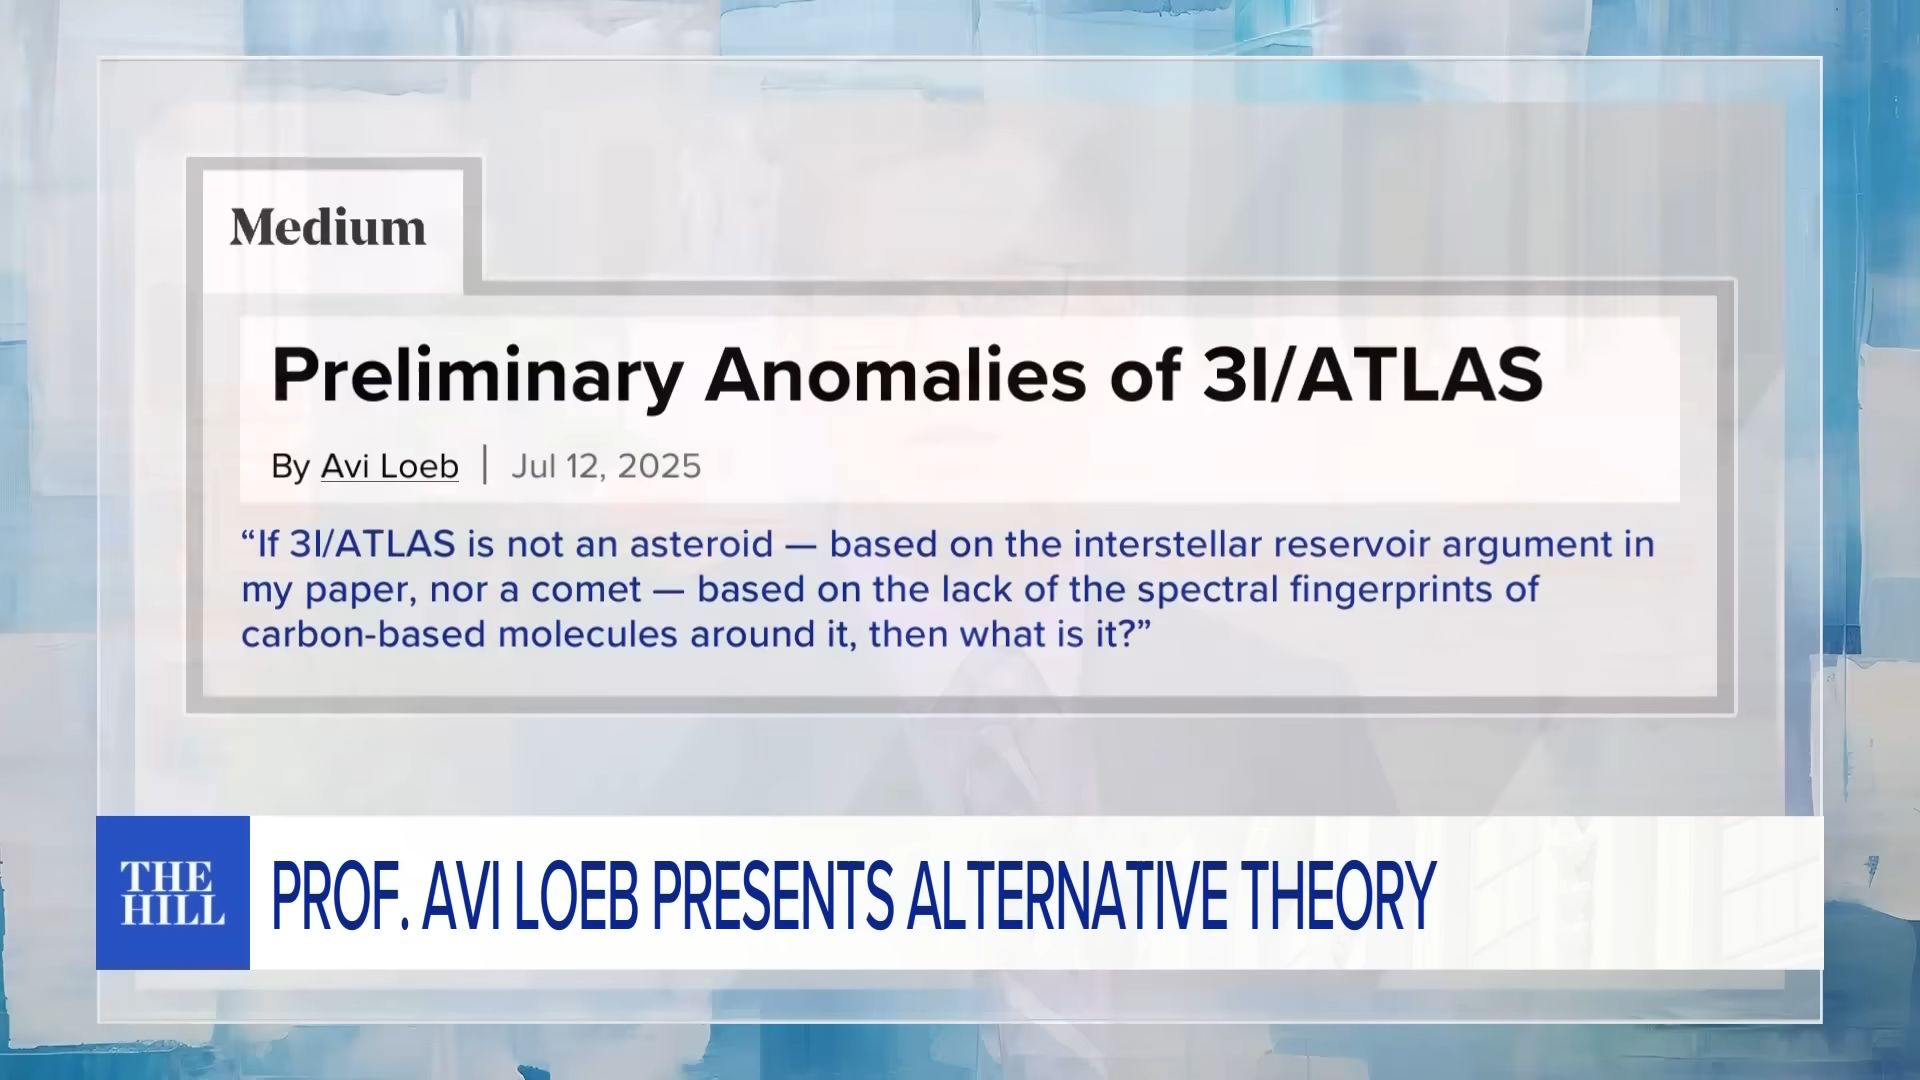 Medium
Preliminary Anomalies of 3I/ATLAS
By Avi Loeb | Jul 12, 2025
“If 3I/ATLAS is not an asteroid — based on the interstellar reservoir argument in
my paper, nor a comet — based on the lack of the spectral fingerprints of
carbon-based molecules around it, then what is it?”
THE
HILL
PROF. AVI LOEB PRESENTS ALTERNATIVE THEORY